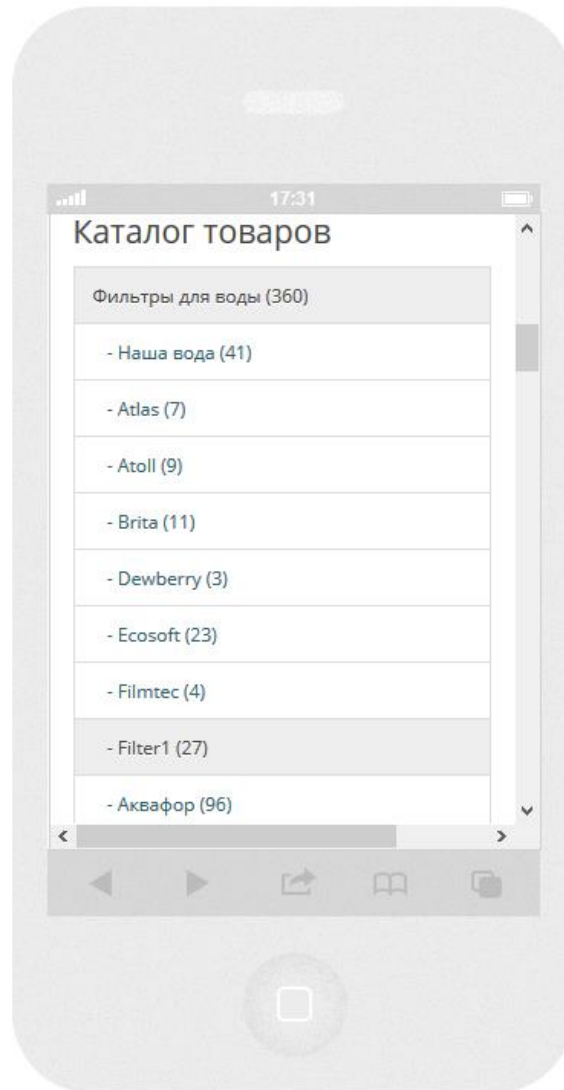 17:31
Каталог товаров
Фильтры для воды (360)
- Наша вода (41)
- Atlas (7)
- Atoll (9)
- Brita (11)
- Dewberry (3)
- Ecosoft (23)
- Filmtec (4)
- Filter1 (27)
- Аквафор (96)